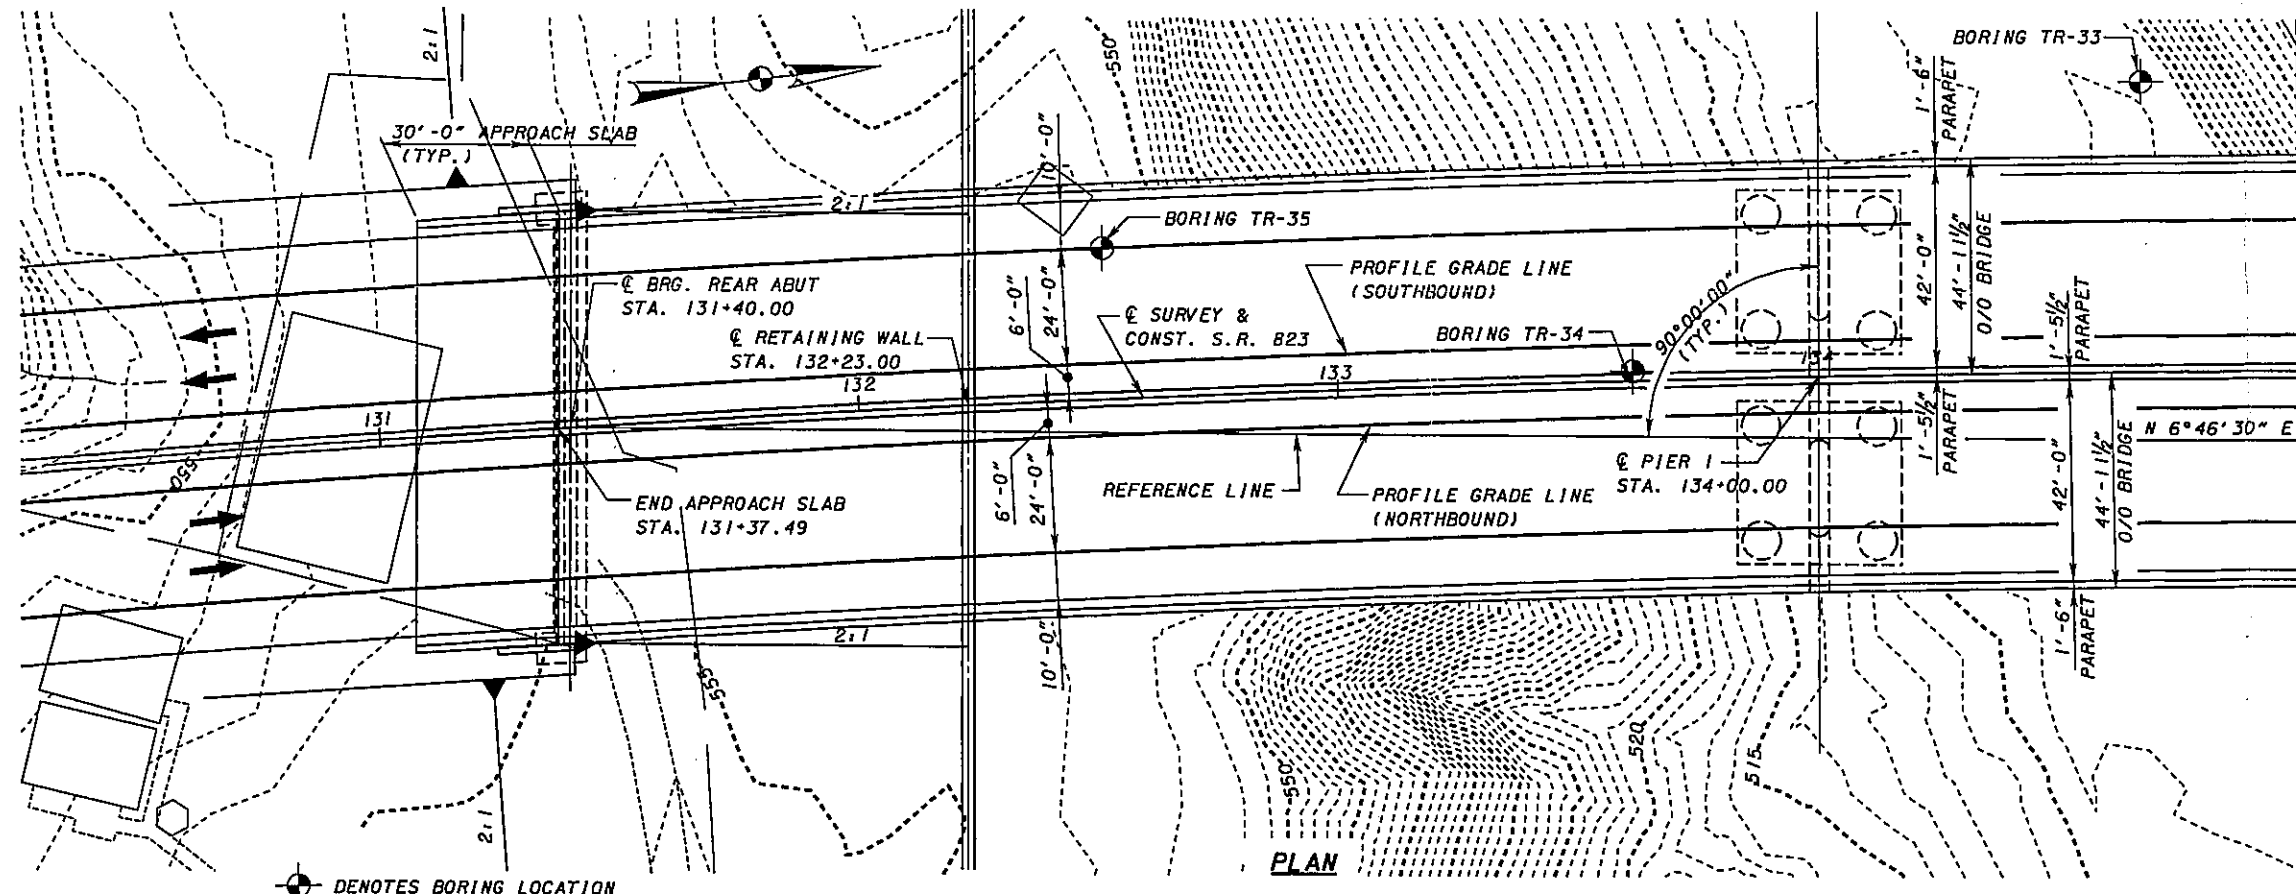 550
BORING TR-33
2:1
1'-6"
PARAPET
30'-0" APPROACH SLAB
(TYP.)
10'-0"
2:1
BORING TR-35
℄ BRG. REAR ABUT
STA. 131+40.00
6'-0"
24'-0"
PROFILE GRADE LINE
(SOUTHBOUND)
90°00'00"
(TYP.)
42'-0"
44'-11½"
O/O BRIDGE
℄ RETAINING WALL
STA. 132+23.00
℄ SURVEY &
CONST. S.R. 823
BORING TR-34
1'-5½"
PARAPET
131
132
133
134
550
END APPROACH SLAB
STA. 131+37.49
6'-0"
24'-0"
REFERENCE LINE
PROFILE GRADE LINE
(NORTHBOUND)
℄ PIER 1
STA. 134+00.00
1'-5½"
PARAPET
N 6°46'30" E
42'-0"
44'-11½"
O/O BRIDGE
2:1
10'-0"
1'-6"
PARAPET
555
550
520
515
2:1
PLAN
DENOTES BORING LOCATION